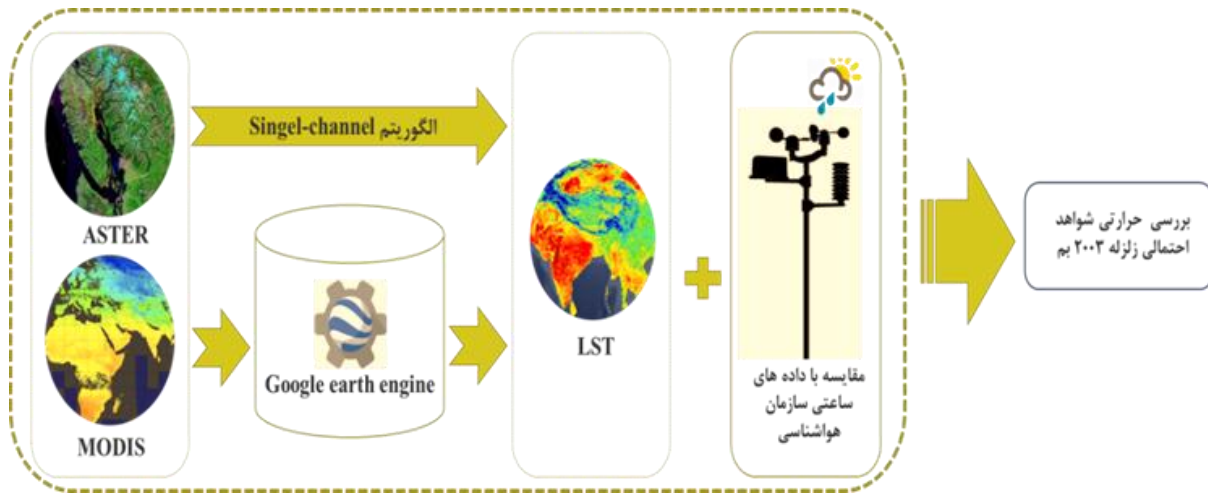 ASTER
الگوریتم Singel-channel
MODIS
Google earth engine
LST
مقایسه با داده های
ساعتی سازمان
هواشناسی
بررسی حرارتی شواهد
احتمالی زلزله ۲۰۰۳ بم